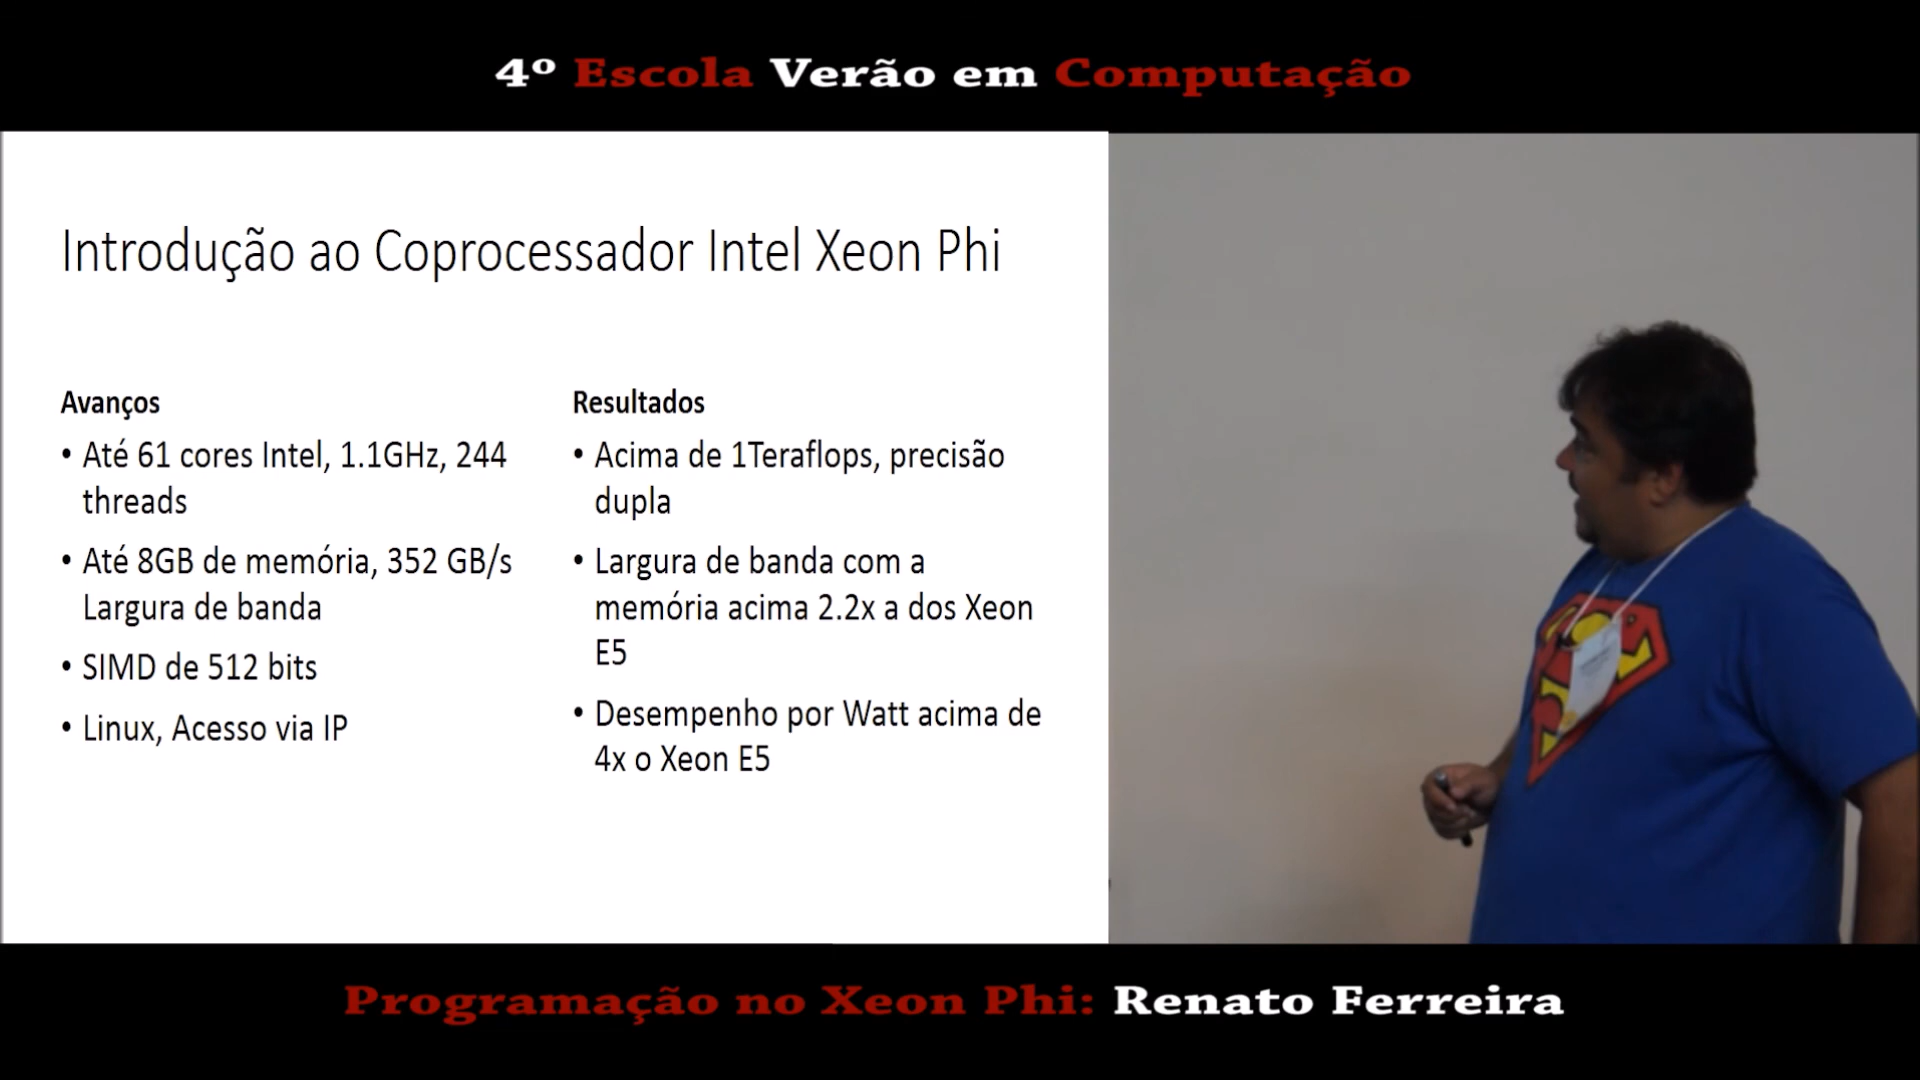 4º Escola Verão em Computação
Introdução ao Coprocessador Intel Xeon Phi
Avanços
• Até 61 cores Intel, 1.1GHz, 244
threads
• Até 8GB de memória, 352 GB/s
Largura de banda
• SIMD de 512 bits
• Linux, Acesso via IP
Resultados
• Acima de 1Teraflops, precisão
dupla
• Largura de banda com a
memória acima 2.2x a dos Xeon
E5
• Desempenho por Watt acima de
4x o Xeon E5
Programação no Xeon Phi: Renato Ferreira